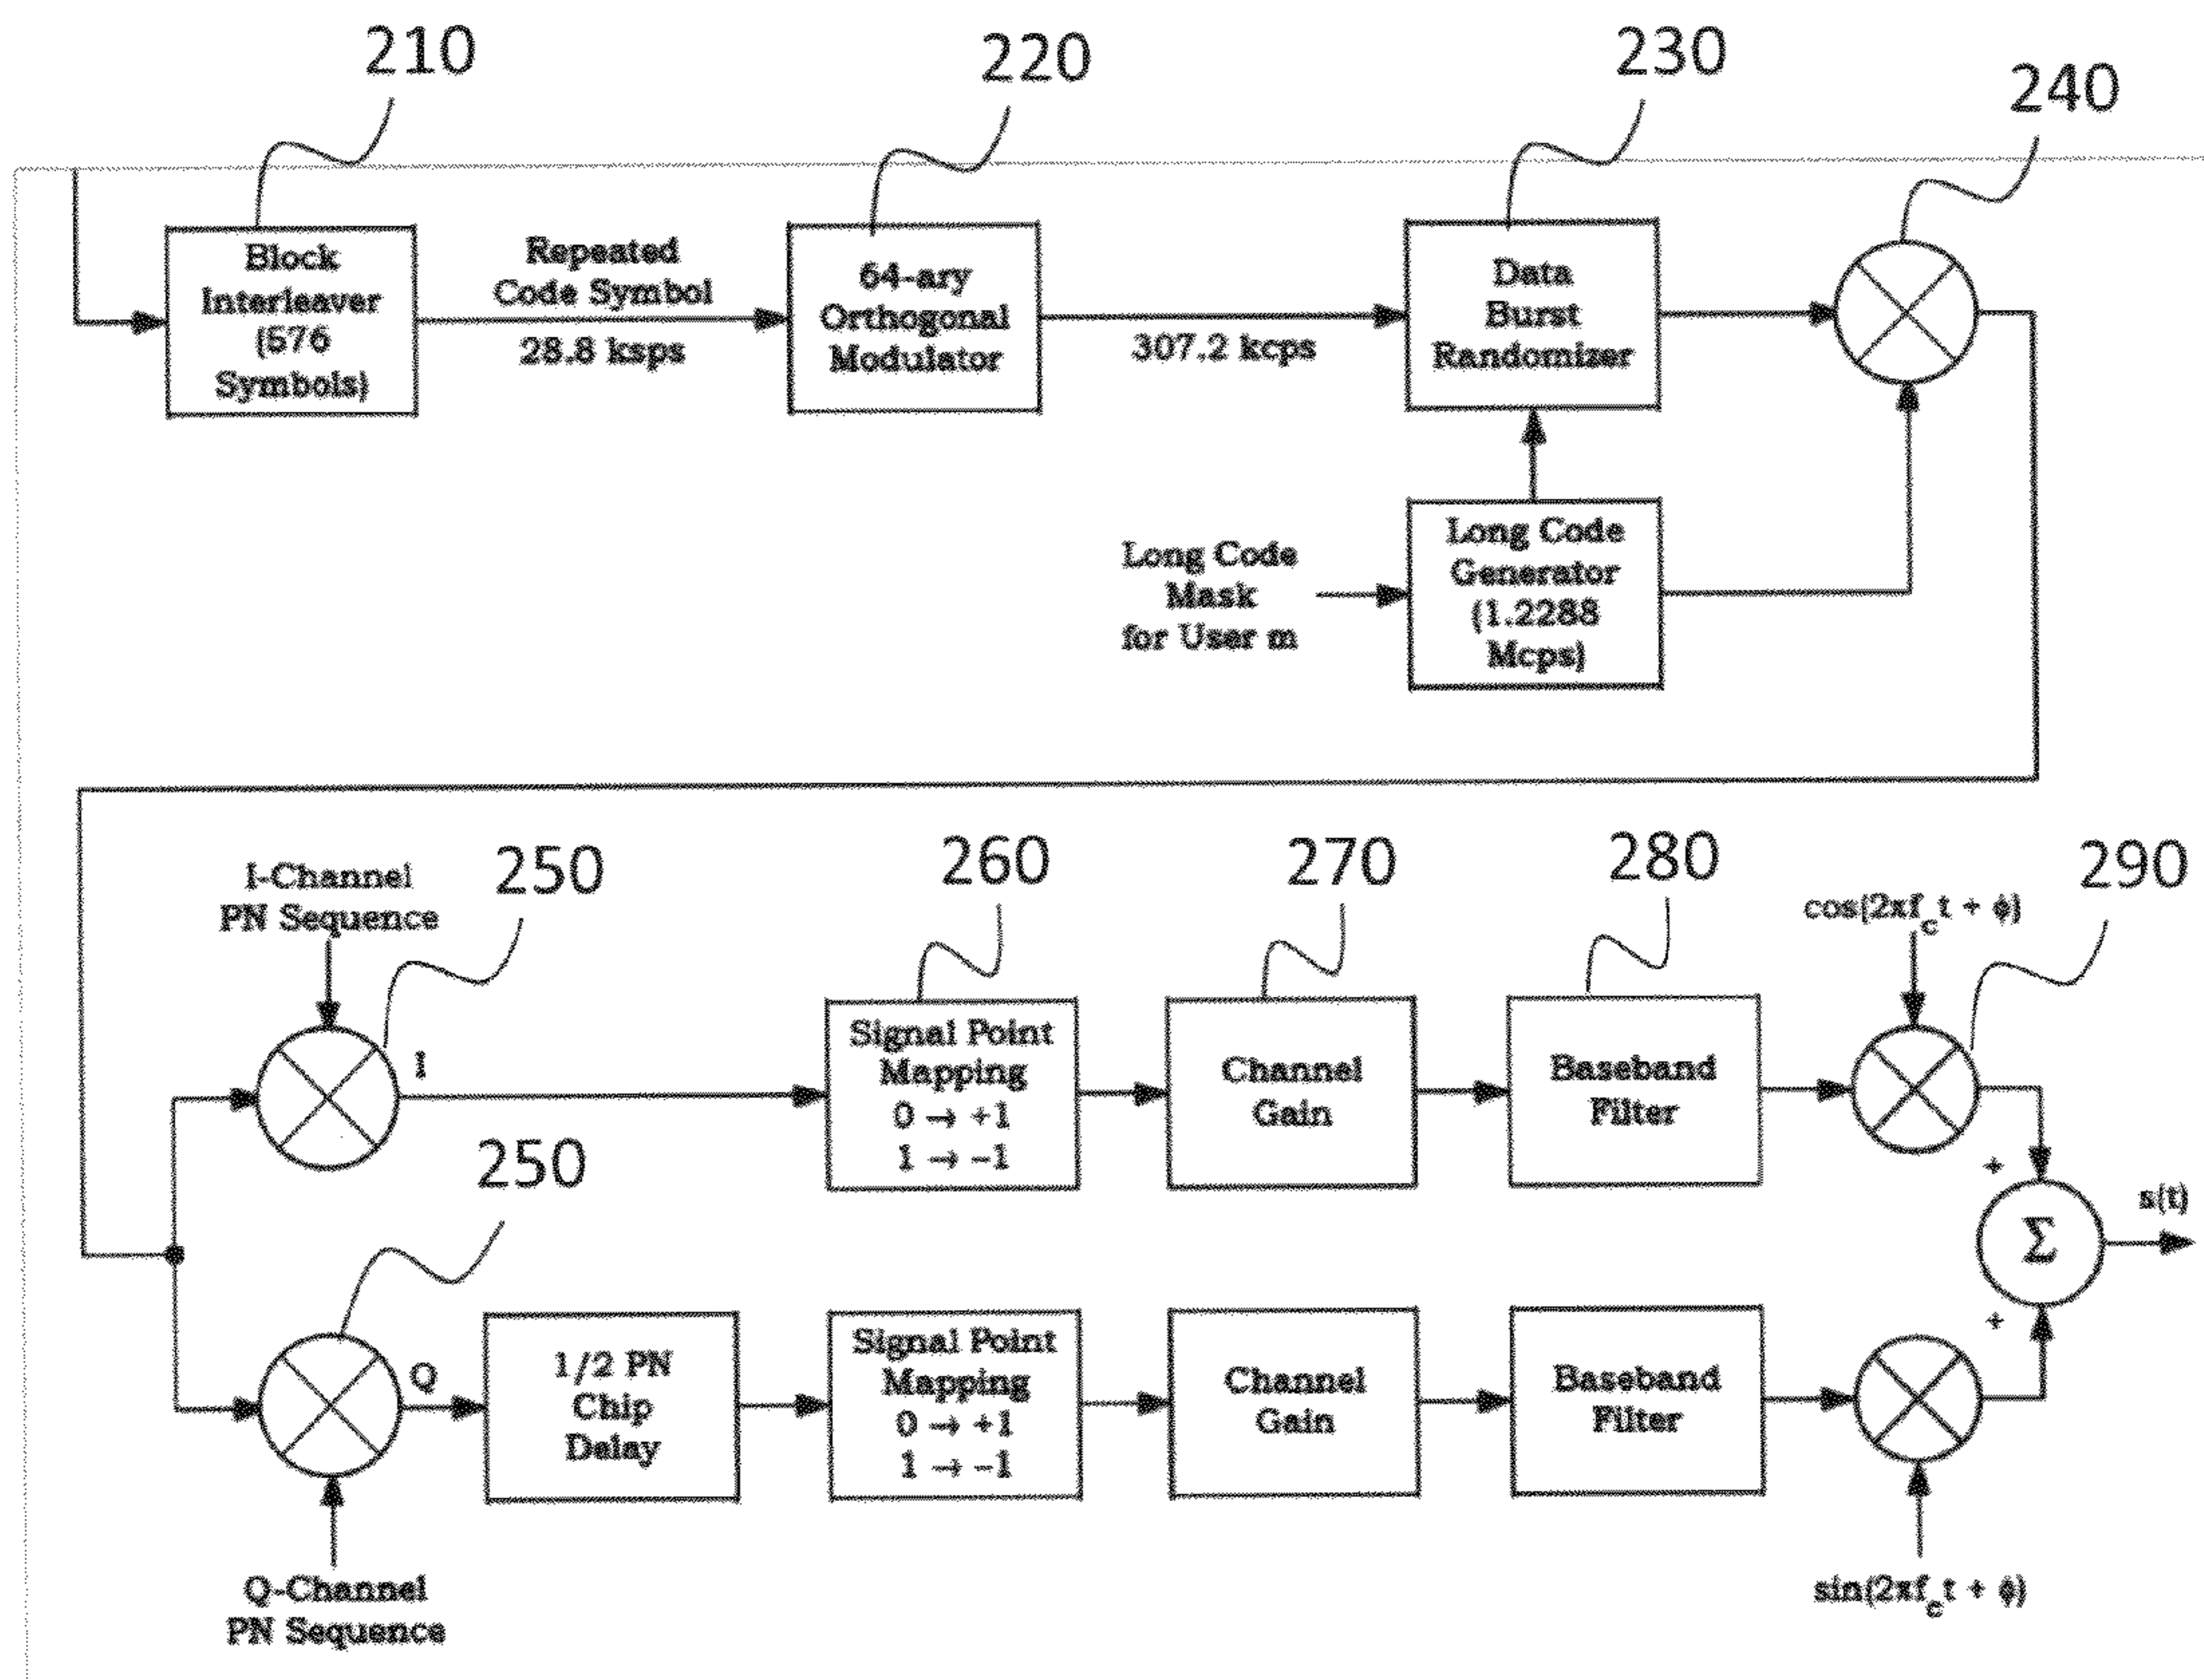 210
220
230
240
Block
Interleaver
(576
Symbols)
Repeated
Code Symbol
28.8 ksps
64-ary
Orthogonal
Modulator
307.2 kcps
Data
Burst
Randomizer
Long Code
Mask
for User m
Long Code
Generator
(1.2288
Mcps)
250
260
270
280
290
I-Channel
PN Sequence
cos(2πf_c t + ϕ)
I
Signal Point
Mapping
0 → +1
1 → −1
Channel
Gain
Baseband
Filter
250
+
s(t)
Σ
+
Q
1/2 PN
Chip
Delay
Signal Point
Mapping
0 → +1
1 → −1
Channel
Gain
Baseband
Filter
Q-Channel
PN Sequence
sin(2πf_c t + ϕ)